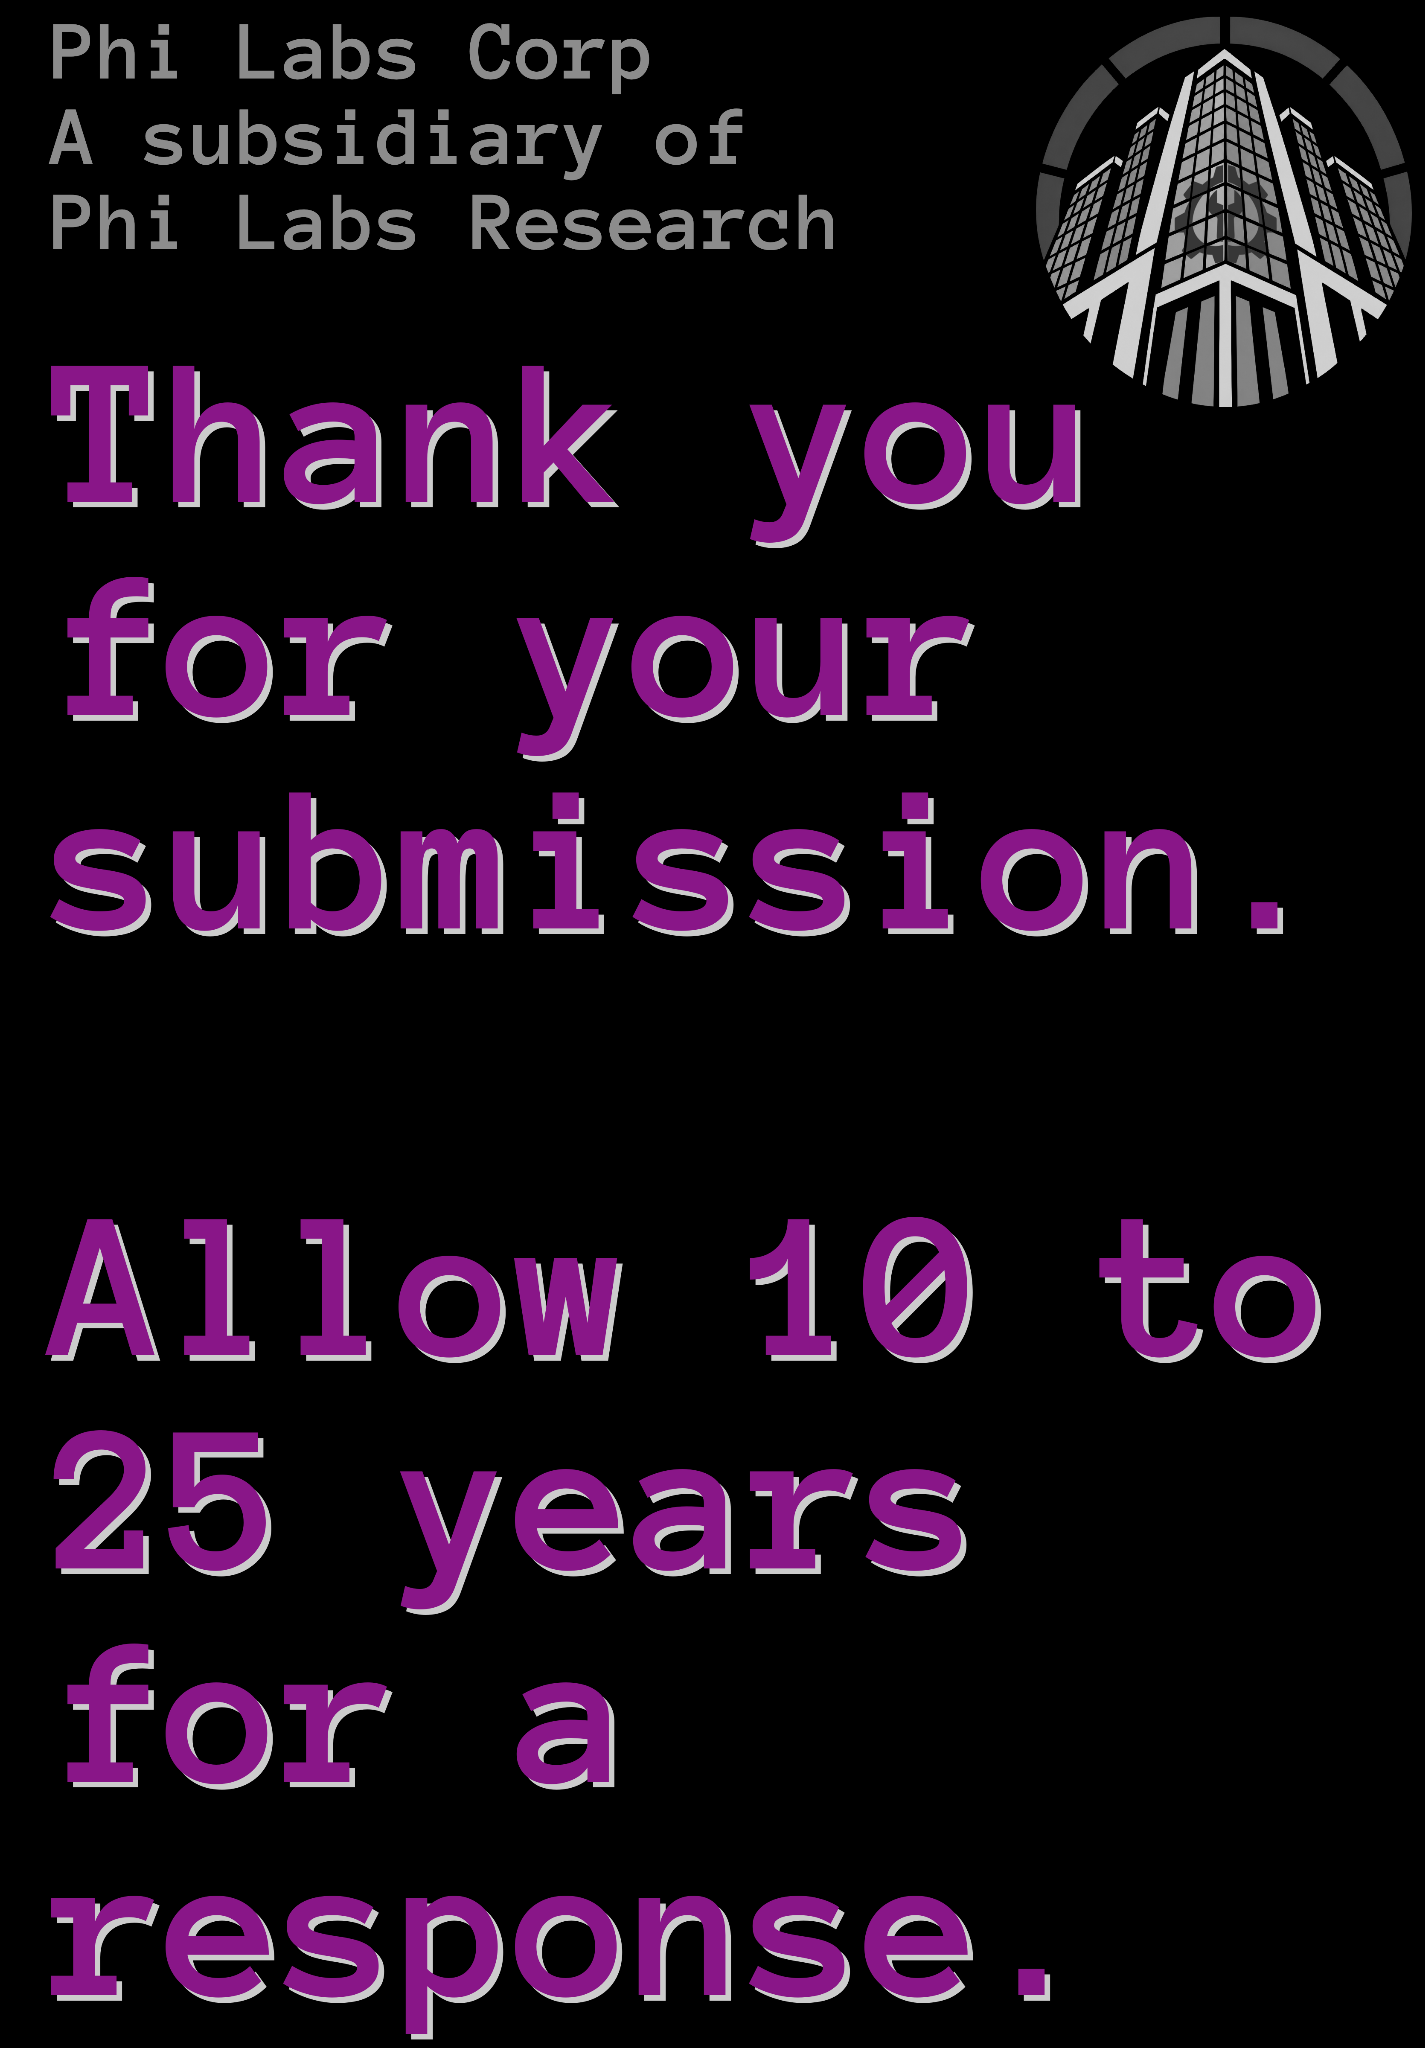 Phi Labs Corp
A subsidiary of
Phi Labs Research
Thank you
for your
submission.
Allow 10 to
25 years
for a
response.